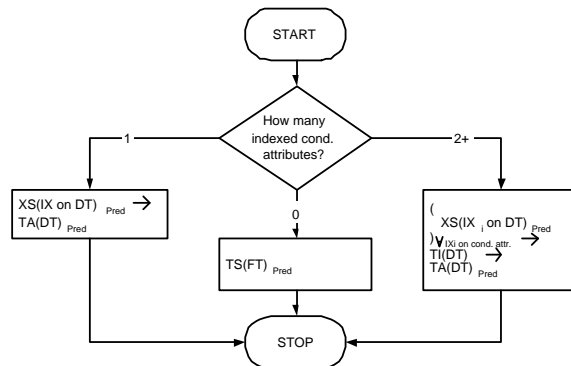 START
How many
indexed cond.
attributes?
1
2+
0
XS(IX on DT) Pred →
TA(DT) Pred
TS(FT) Pred
(
XS(IX i on DT) Pred
)∀ IXi on cond. attr. →
TI(DT) →
TA(DT) Pred
STOP